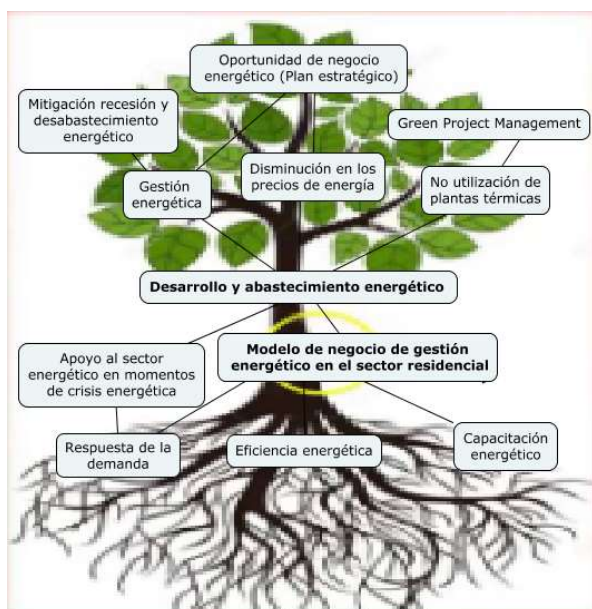 Oportunidad de negocio
energético (Plan estratégico)
Mitigación recesión y
desabastecimiento
energético
Green Project Management
Disminución en los
precios de energía
Gestión
energética
No utilización de
plantas térmicas
Desarrollo y abastecimiento energético
Modelo de negocio de gestión
energético en el sector residencial
Apoyo al sector
energético en momentos
de crisis energética
Respuesta de la
demanda
Eficiencia energética
Capacitación
energético